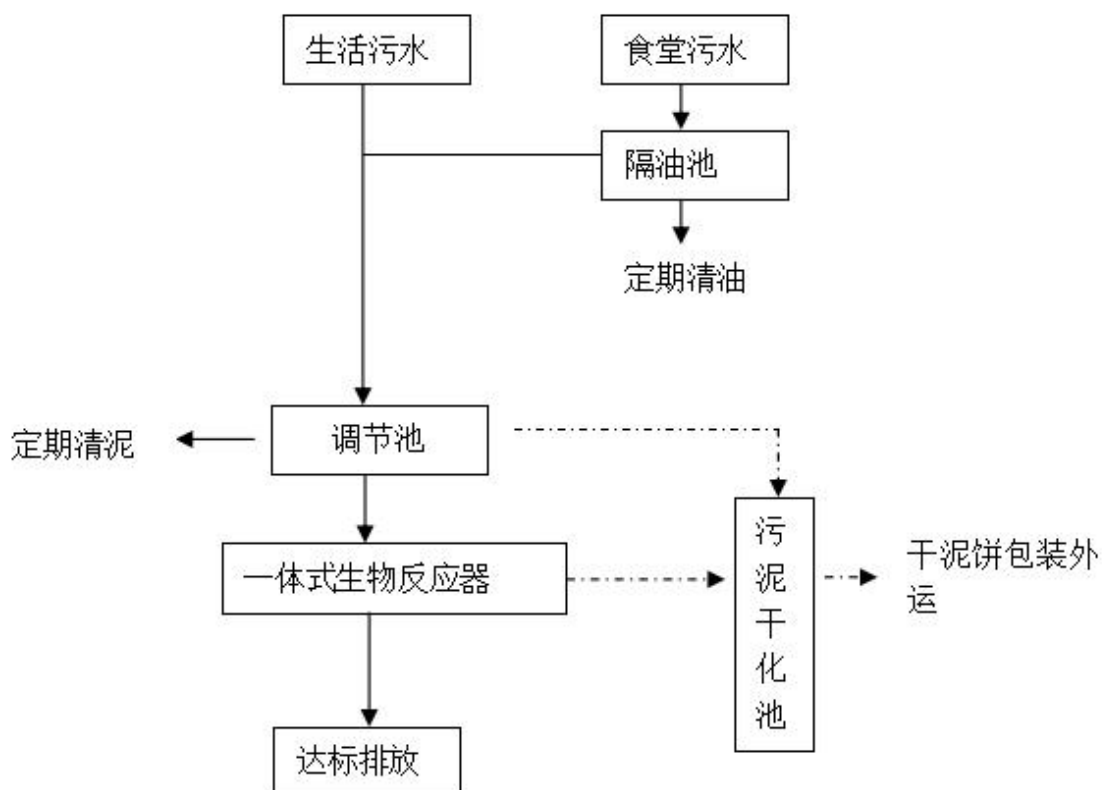 生活污水
食堂污水
隔油池
定期清油
定期清泥
调节池
一体式生物反应器
污泥干化池
干泥饼包装外
运
达标排放